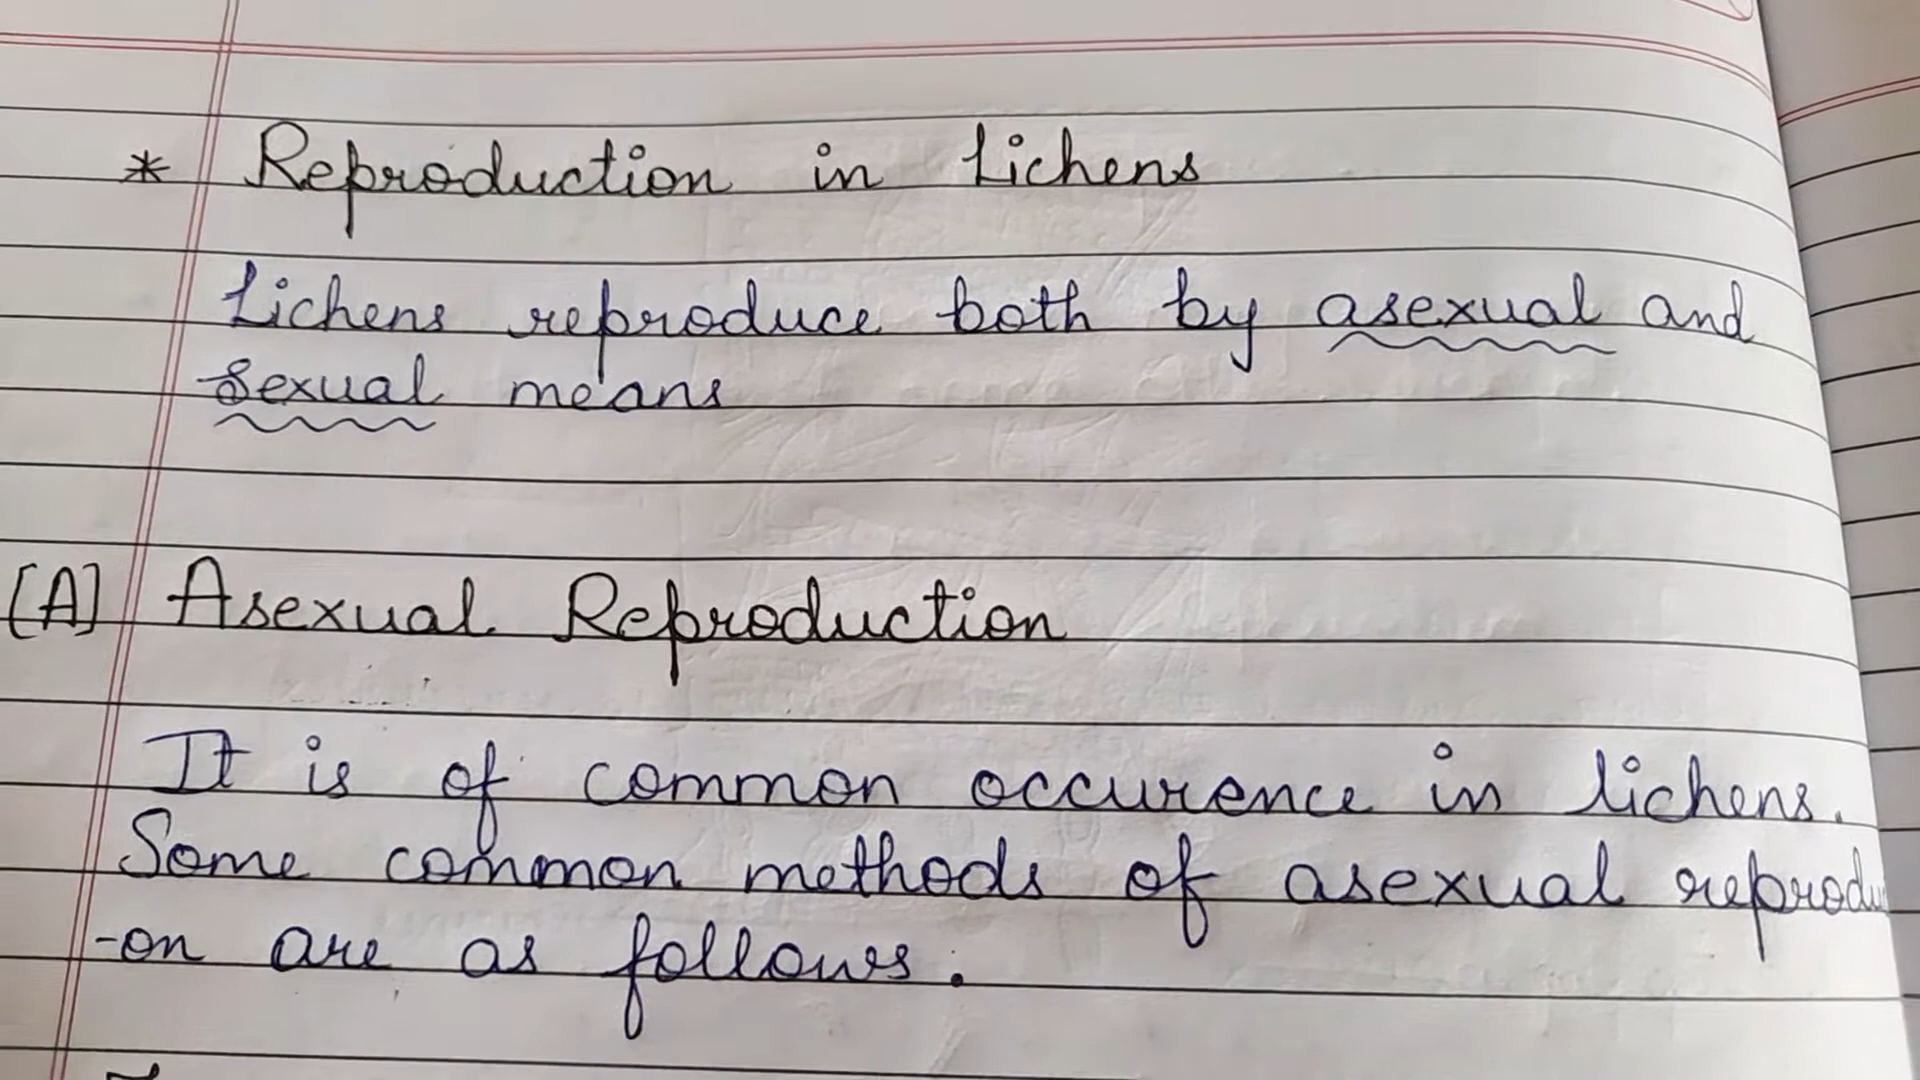 * Reproduction in Lichens
Lichens reproduce both by asexual and
sexual means
[A] Asexual Reproduction
It is of common occurence in lichens.
Some common methods of asexual reprodu
-on are as follows.